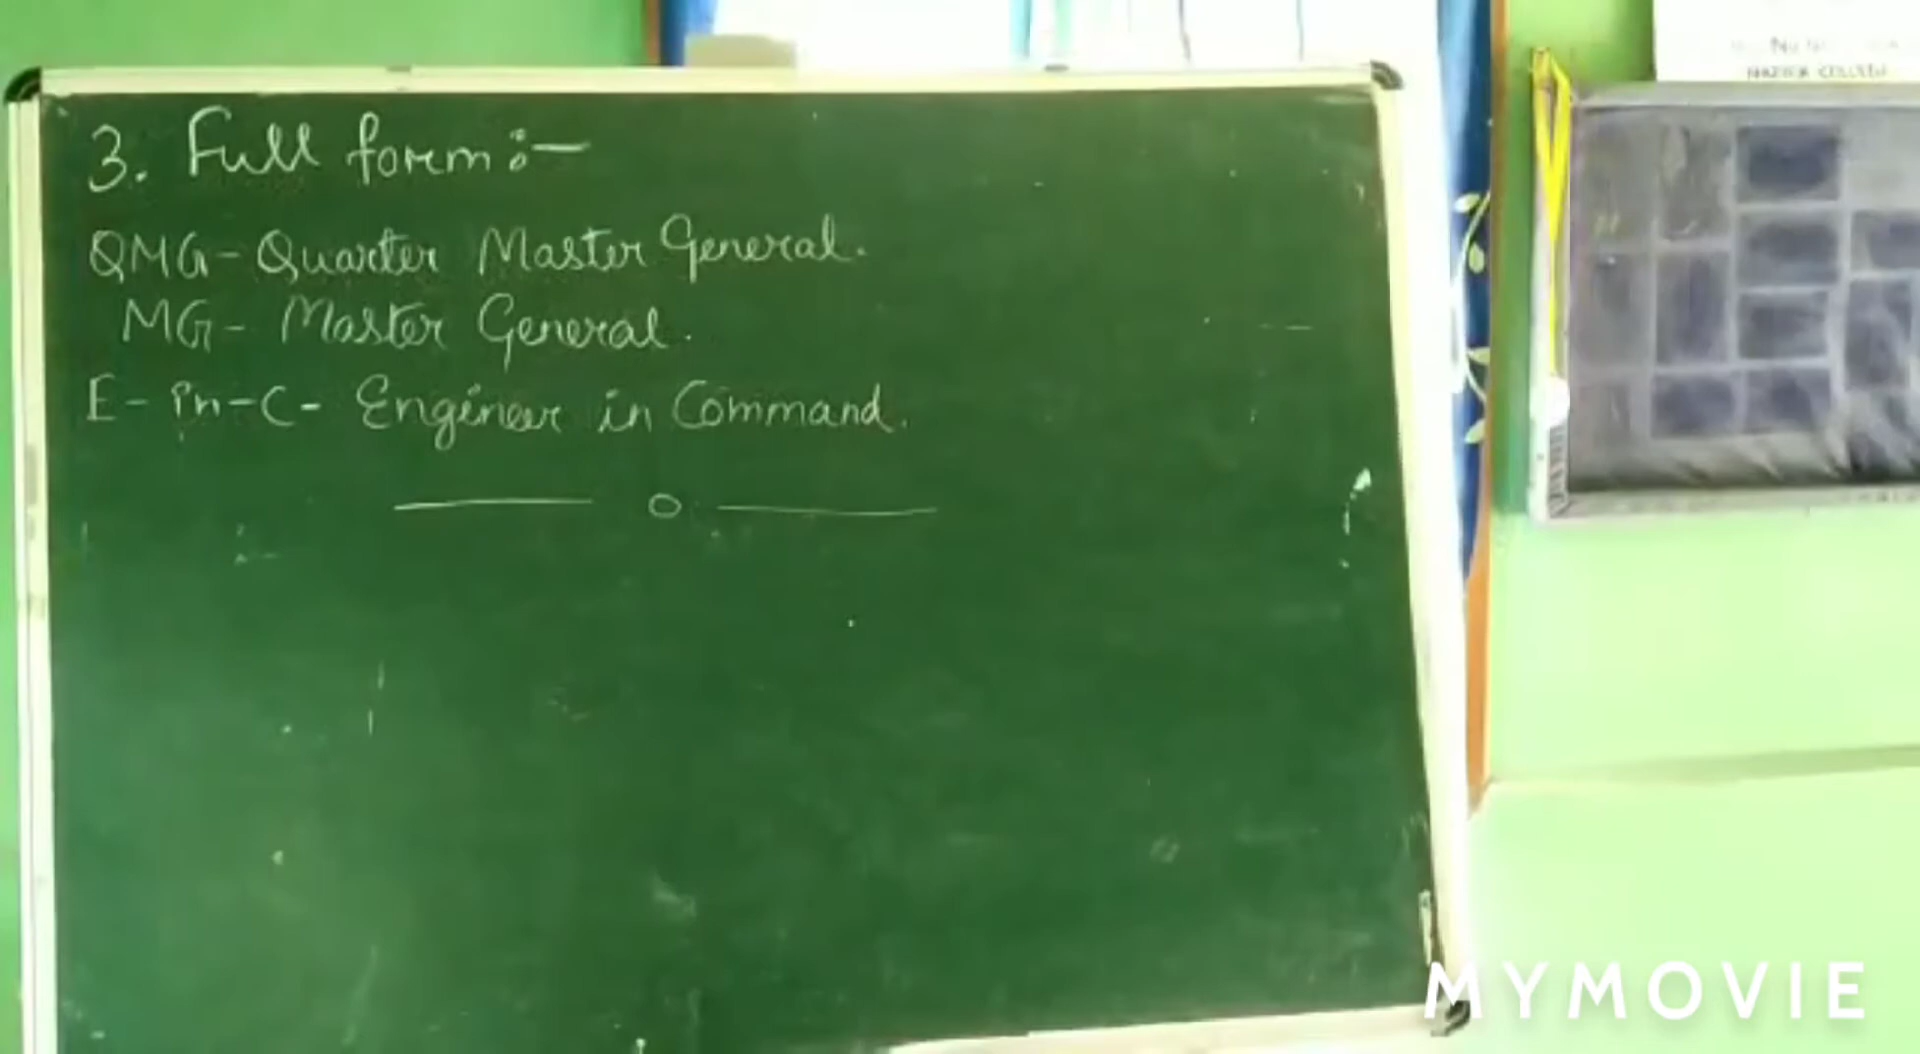 3. Full form :-
QMG - Quarter Master General.
MG - Master General.
E - in - C - Engineer in Command.
MYMOVIE